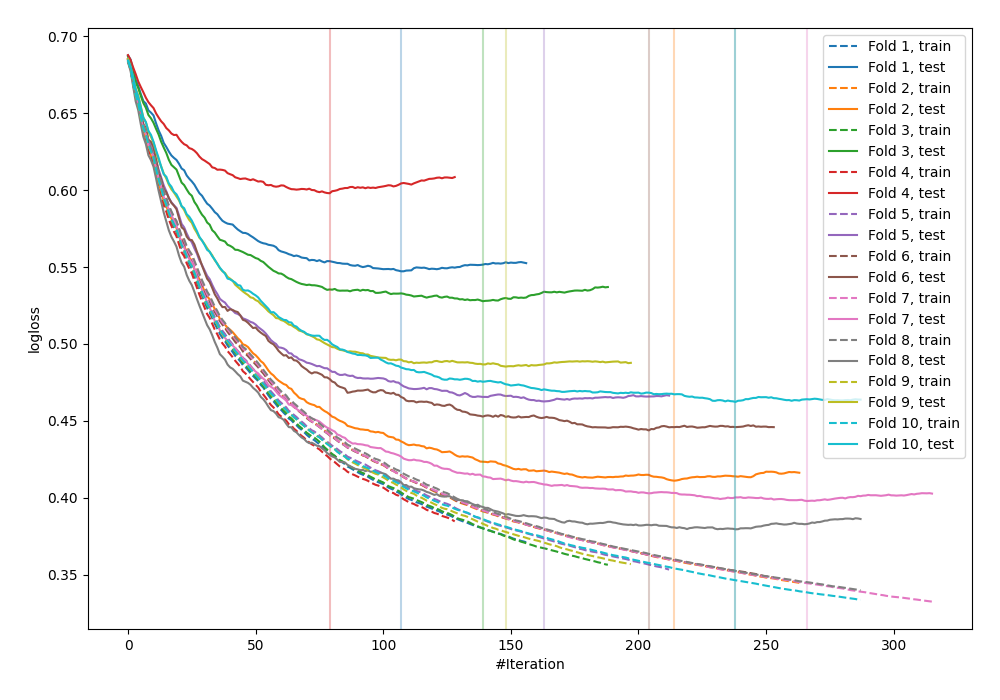 0.70
0.65
0.60
0.55
0.50
0.45
0.40
0.35
logloss
0
50
100
150
200
250
300
#Iteration
Fold 1, train
Fold 1, test
Fold 2, train
Fold 2, test
Fold 3, train
Fold 3, test
Fold 4, train
Fold 4, test
Fold 5, train
Fold 5, test
Fold 6, train
Fold 6, test
Fold 7, train
Fold 7, test
Fold 8, train
Fold 8, test
Fold 9, train
Fold 9, test
Fold 10, train
Fold 10, test